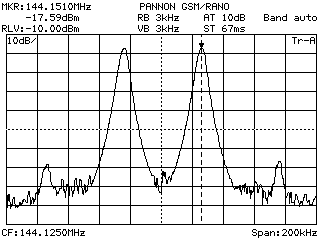 MKR:144.1510MHz PANNON GSM/RANO
-17.59dBm RB 3kHz AT 10dB Band auto
RLV:-10.00dBm VB 3kHz ST 67ms
10dB/ Tr-A
CF:144.1250MHz Span:200kHz